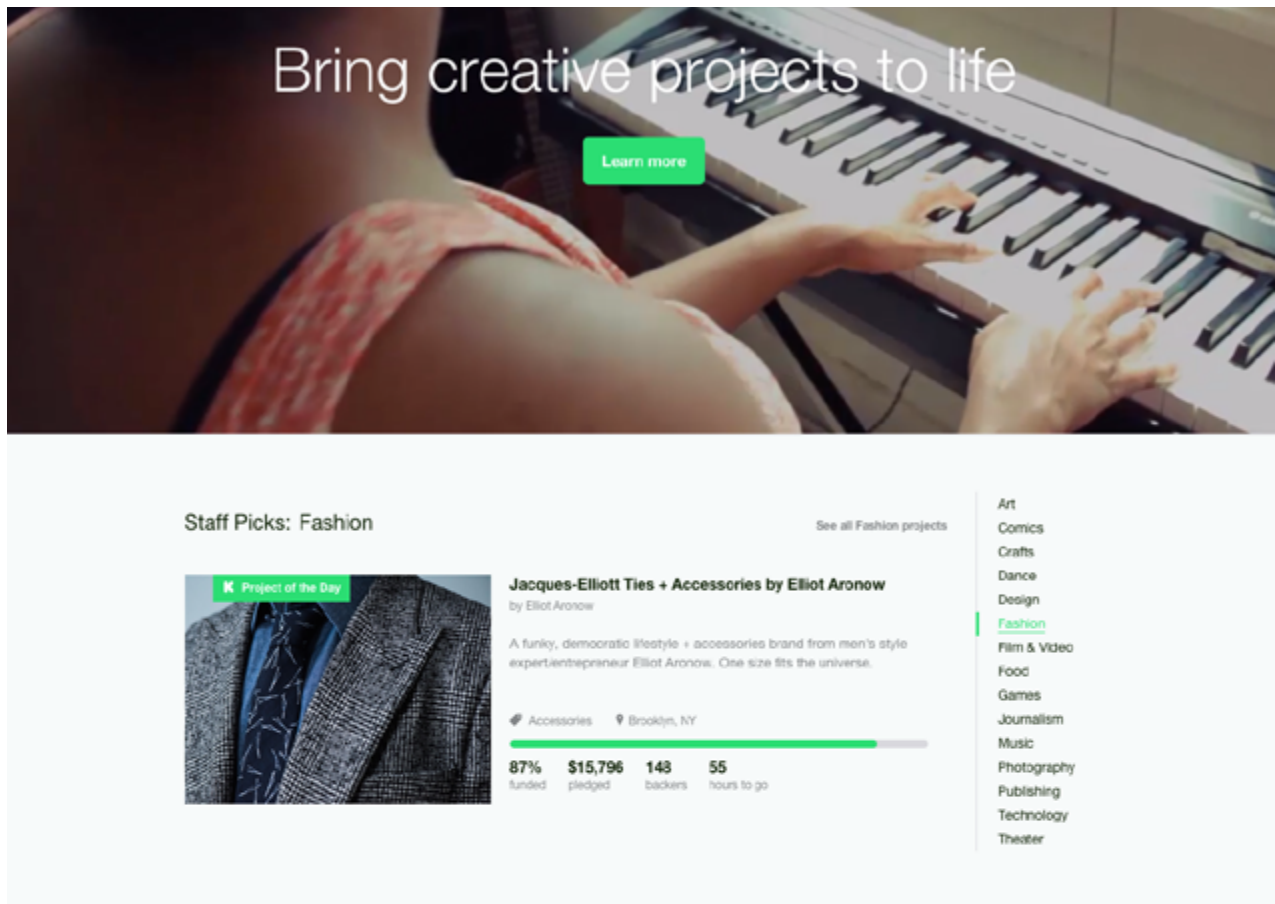 Bring creative projects to life
Learn more
Staff Picks: Fashion
See all Fashion projects
Project of the Day
Jacques-Elliott Ties + Accessories by Elliot Aronow
by Elliot Aronow
A funky, democratic lifestyle + accessories brand from men's style
expert/entrepreneur Elliot Aronow. One size fits the universe.
Accessories Brooklyn, NY
87% $15,796 143 55
funded pledged backers hours to go
Art
Comics
Crafts
Dance
Design
Fashion
Film & Video
Food
Games
Journalism
Music
Photography
Publishing
Technology
Theater